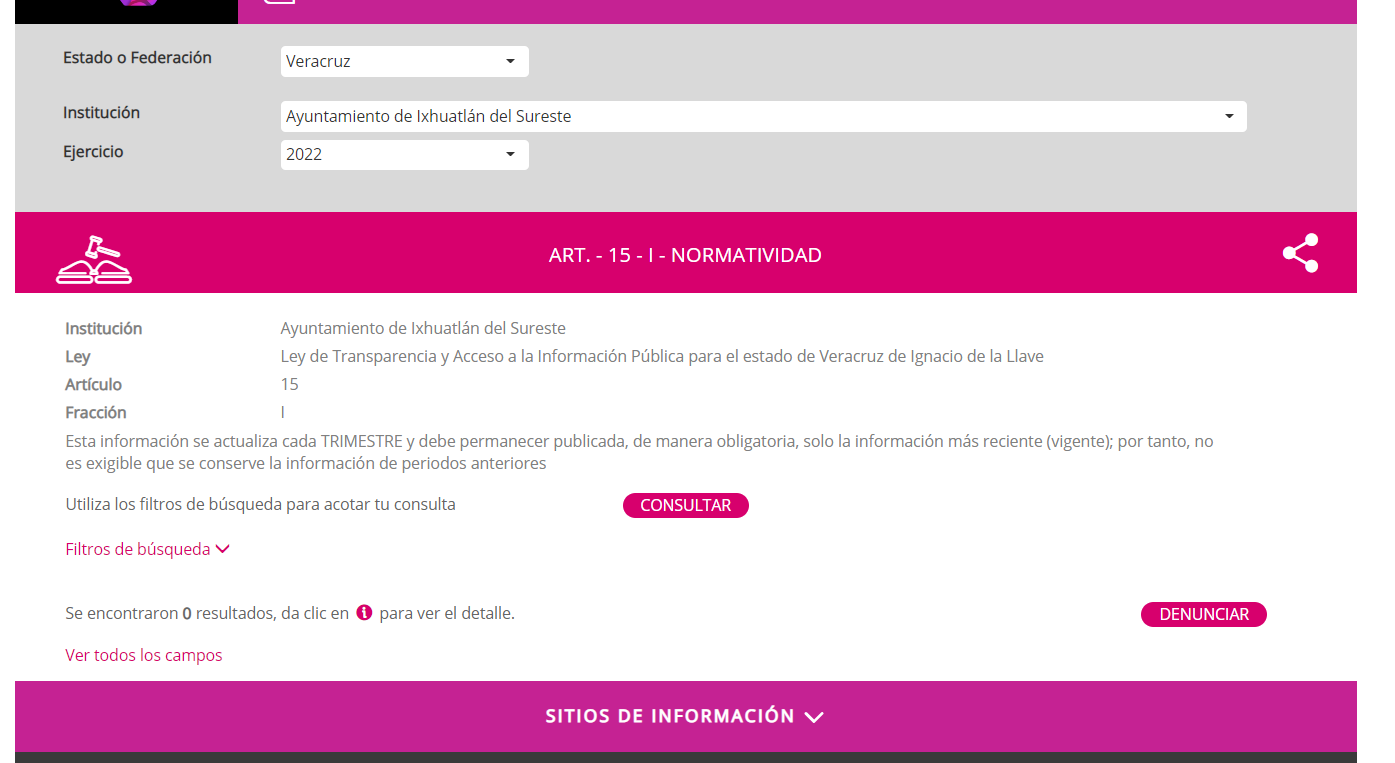 Estado o Federación Veracruz
Institución Ayuntamiento de Ixhuatlán del Sureste
Ejercicio 2022
ART. - 15 - I - NORMATIVIDAD
Institución Ayuntamiento de Ixhuatlán del Sureste
Ley Ley de Transparencia y Acceso a la Información Pública para el estado de Veracruz de Ignacio de la Llave
Artículo 15
Fracción I
Esta información se actualiza cada TRIMESTRE y debe permanecer publicada, de manera obligatoria, solo la información más reciente (vigente); por tanto, no
es exigible que se conserve la información de periodos anteriores
Utiliza los filtros de búsqueda para acotar tu consulta CONSULTAR
Filtros de búsqueda
Se encontraron 0 resultados, da clic en i para ver el detalle. DENUNCIAR
Ver todos los campos
SITIOS DE INFORMACIÓN